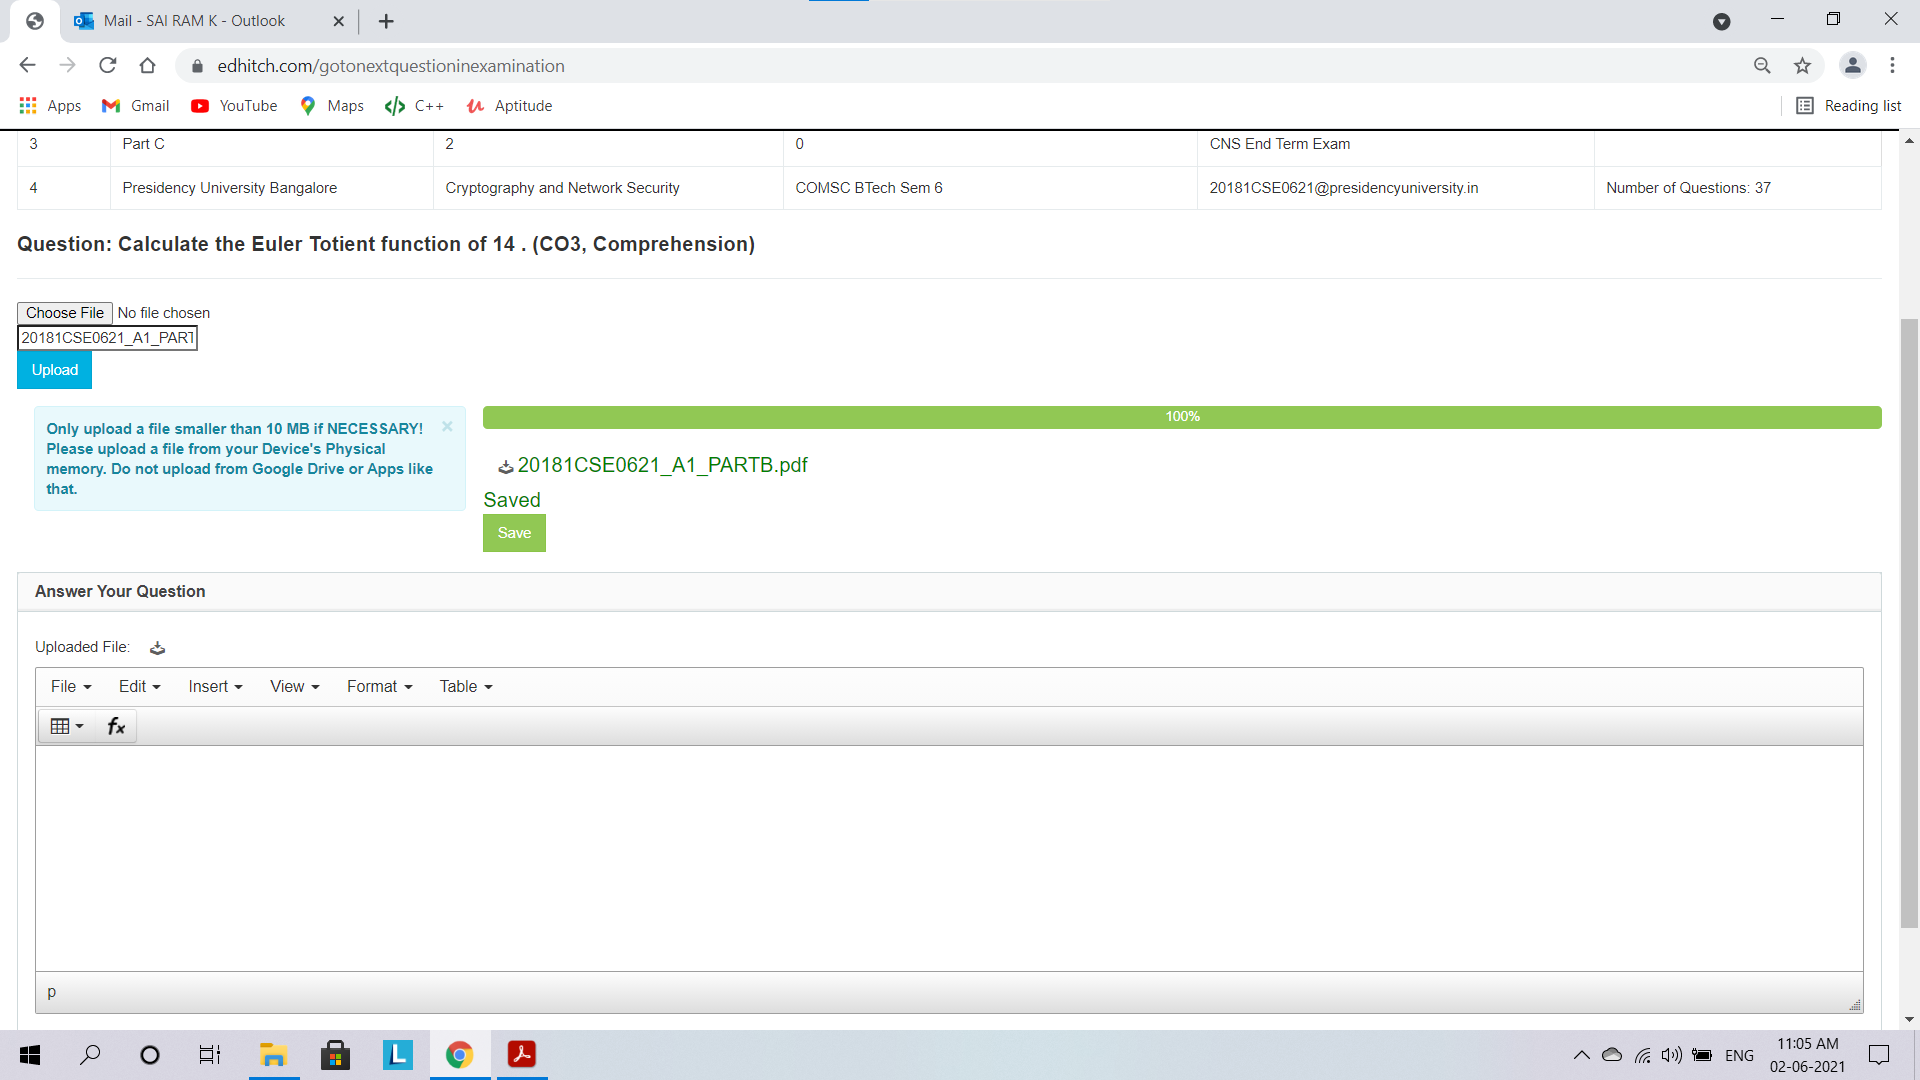 Mail - SAI RAM K - Outlook
edhitch.com/gotonextquestioninexamination
Apps Gmail YouTube Maps C++ Aptitude Reading list
3 Part C 2 0 CNS End Term Exam
4 Presidency University Bangalore Cryptography and Network Security COMSC BTech Sem 6 20181CSE0621@presidencyuniversity.in Number of Questions: 37
Question: Calculate the Euler Totient function of 14 . (CO3, Comprehension)
Choose File No file chosen
20181CSE0621_A1_PART
Upload
Only upload a file smaller than 10 MB if NECESSARY!
Please upload a file from your Device's Physical
memory. Do not upload from Google Drive or Apps like
that.
100%
20181CSE0621_A1_PARTB.pdf
Saved
Save
Answer Your Question
Uploaded File:
File Edit Insert View Format Table
fx
p
ENG
11:05 AM
02-06-2021